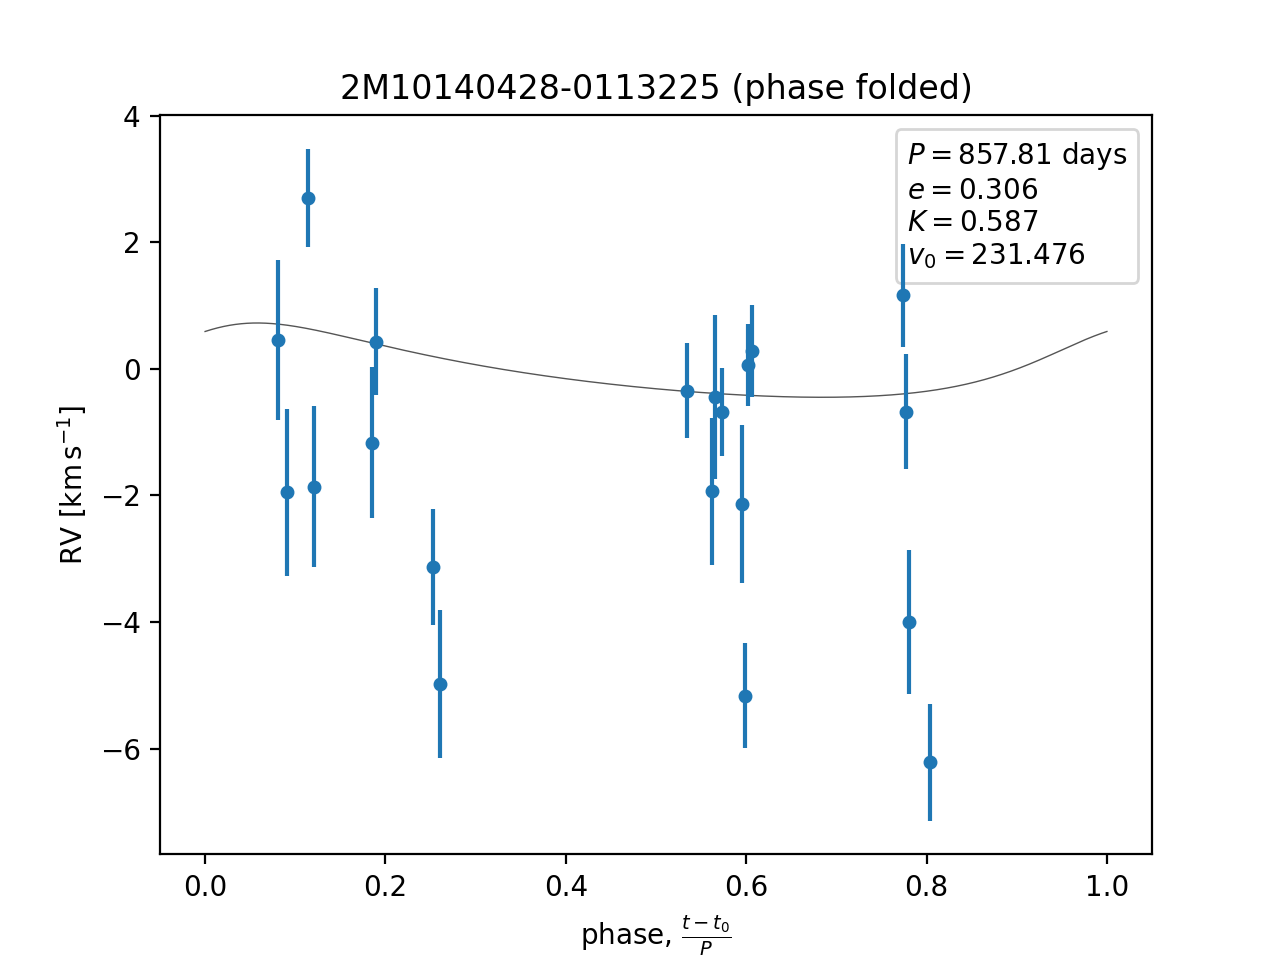 2M10140428-0113225 (phase folded)
P = 857.81 days
e = 0.306
K = 0.587
v₀ = 231.476
4
2
0
−2
−4
−6
RV [km s⁻¹]
0.0 0.2 0.4 0.6 0.8 1.0
phase, (t − t₀)/P